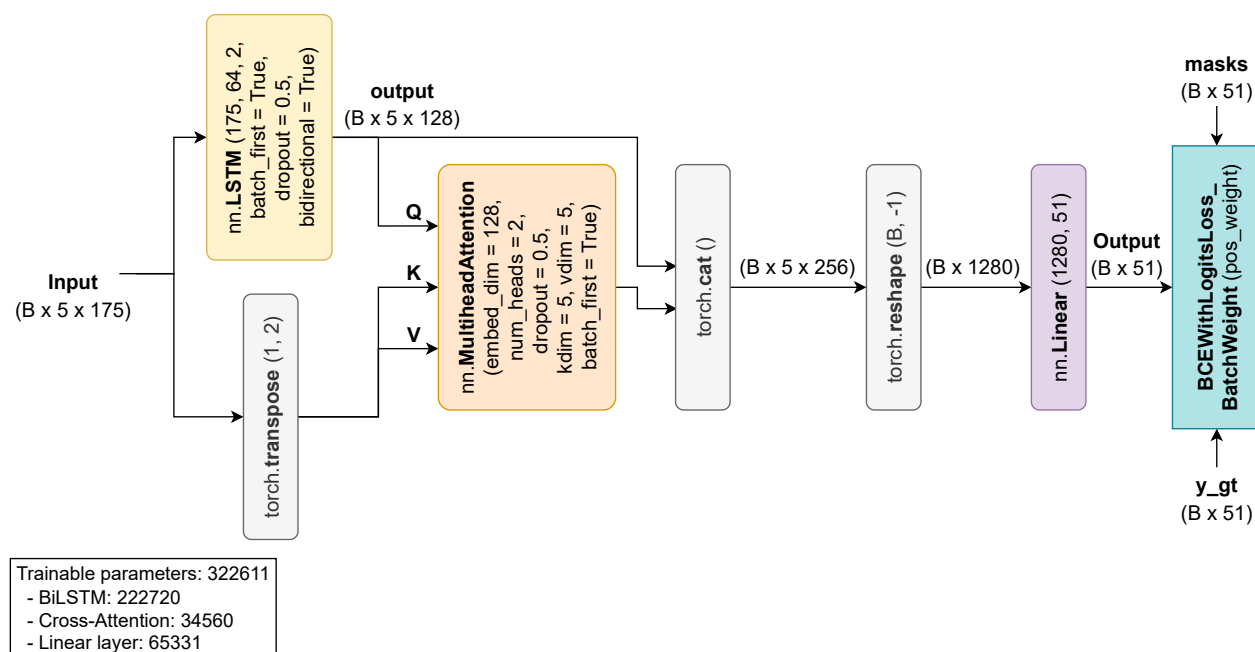 Input
(B x 5 x 175)
nn.LSTM (175, 64, 2,
batch_first = True,
dropout = 0.5,
bidirectional = True)
torch.transpose (1, 2)
output
(B x 5 x 128)
Q
K
V
nn.MultiheadAttention
(embed_dim = 128,
num_heads = 2,
dropout = 0.5,
kdim = 5, vdim = 5,
batch_first = True)
torch.cat ()
(B x 5 x 256)
torch.reshape (B, -1)
(B x 1280)
nn.Linear (1280, 51)
Output
(B x 51)
masks
(B x 51)
BCEWithLogitsLoss_
BatchWeight (pos_weight)
y_gt
(B x 51)
Trainable parameters: 322611
- BiLSTM: 222720
- Cross-Attention: 34560
- Linear layer: 65331